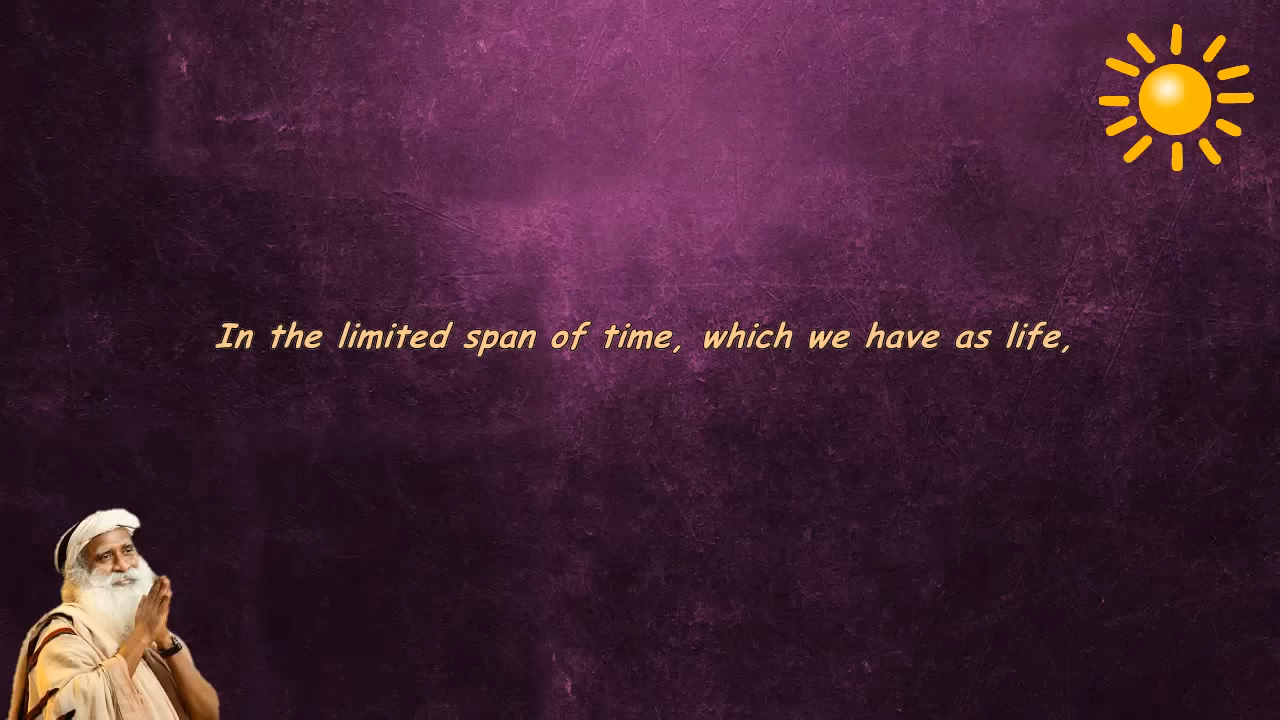 In the limited span of time, which we have as life,